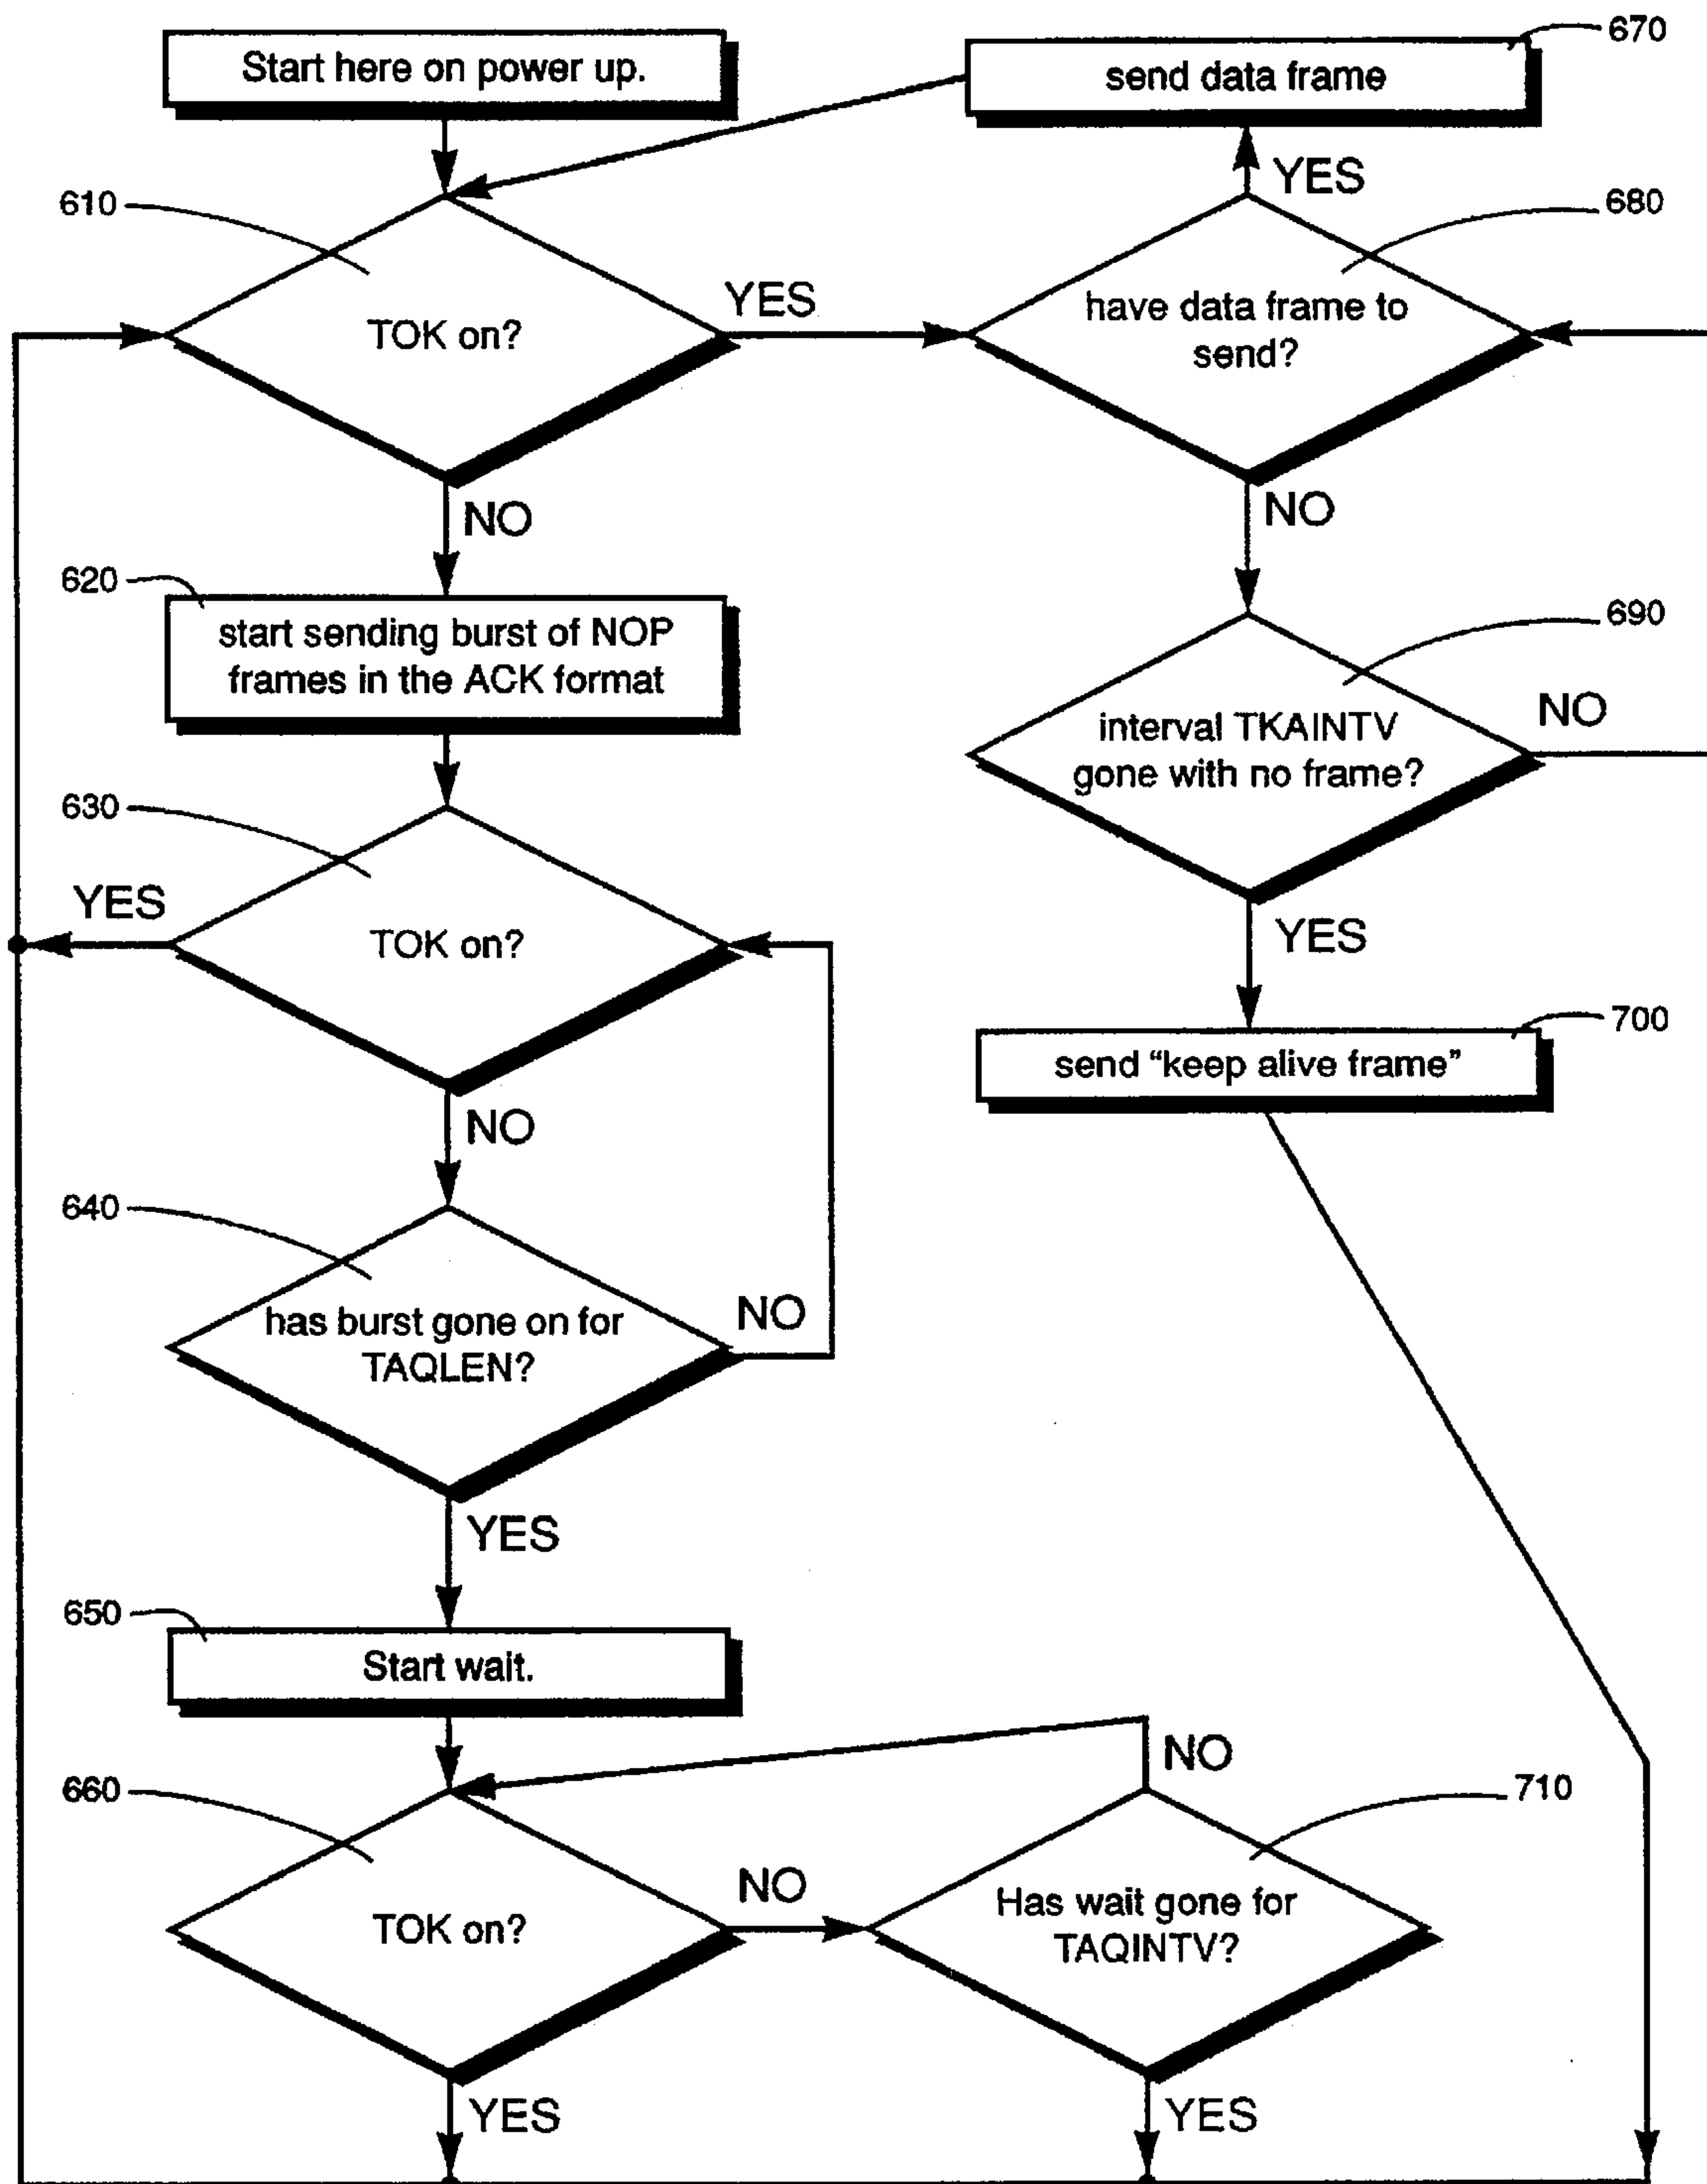 Start here on power up.
670
send data frame
YES
610
680
TOK on?
YES
have data frame to
send?
NO
NO
620
start sending burst of NOP
frames in the ACK format
690
interval TKAINTV
gone with no frame?
NO
630
YES
TOK on?
YES
700
send "keep alive frame"
NO
640
has burst gone on for
TAQLEN?
NO
YES
650
Start wait.
NO
660
710
TOK on?
NO
Has wait gone for
TAQINTV?
YES
YES